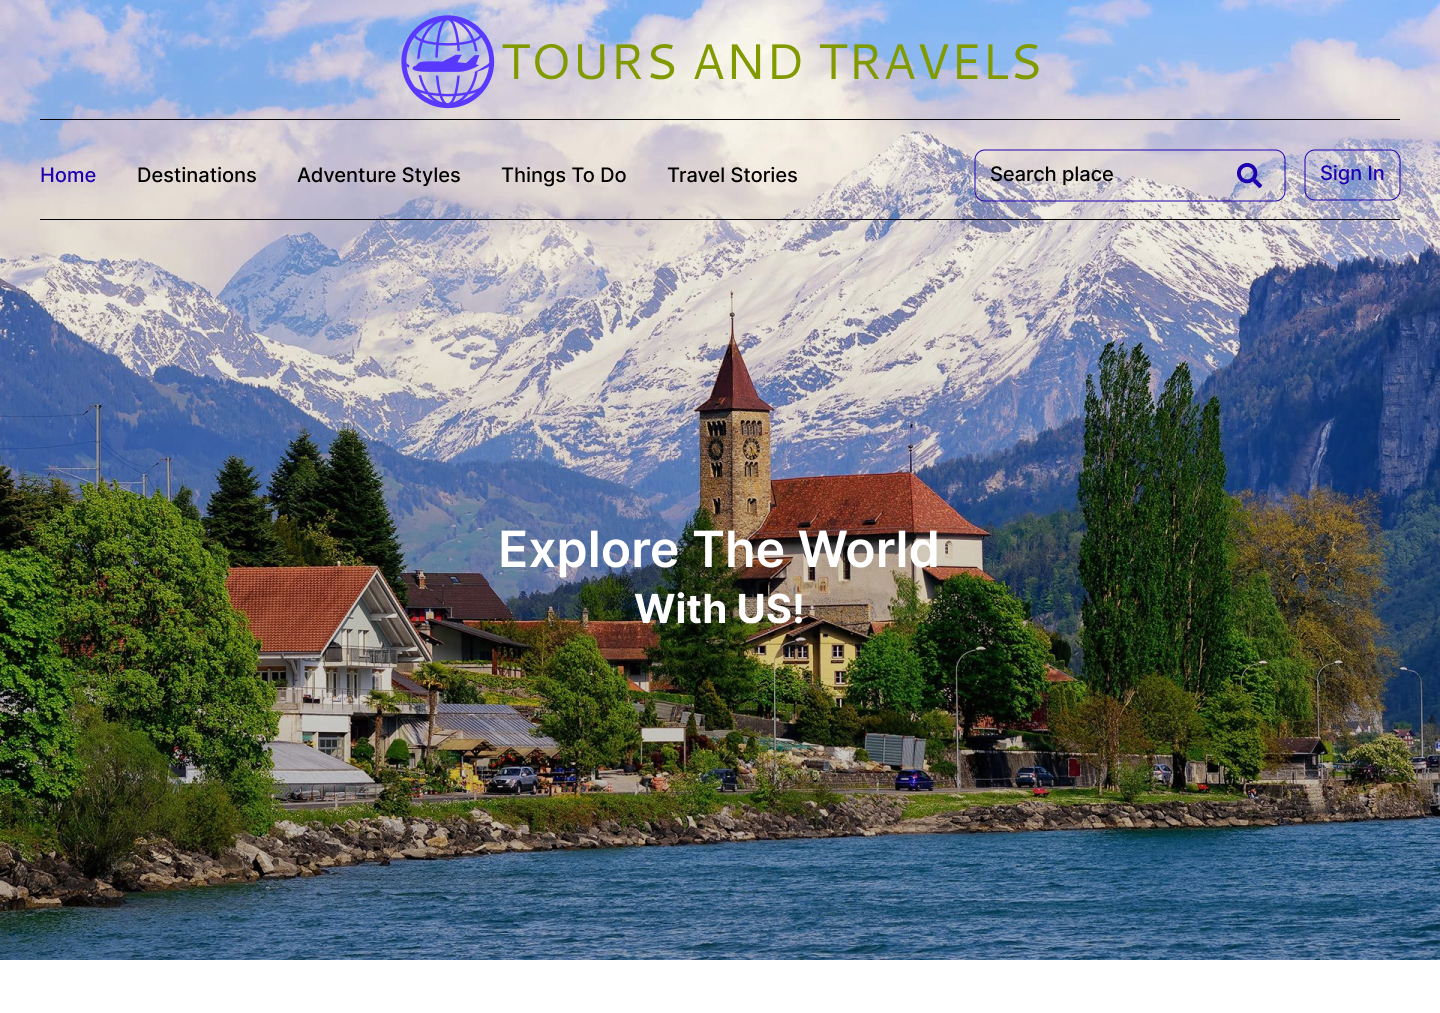 TOURS AND TRAVELS
Home Destinations Adventure Styles Things To Do Travel Stories Search place Sign In
Explore The World
With US!